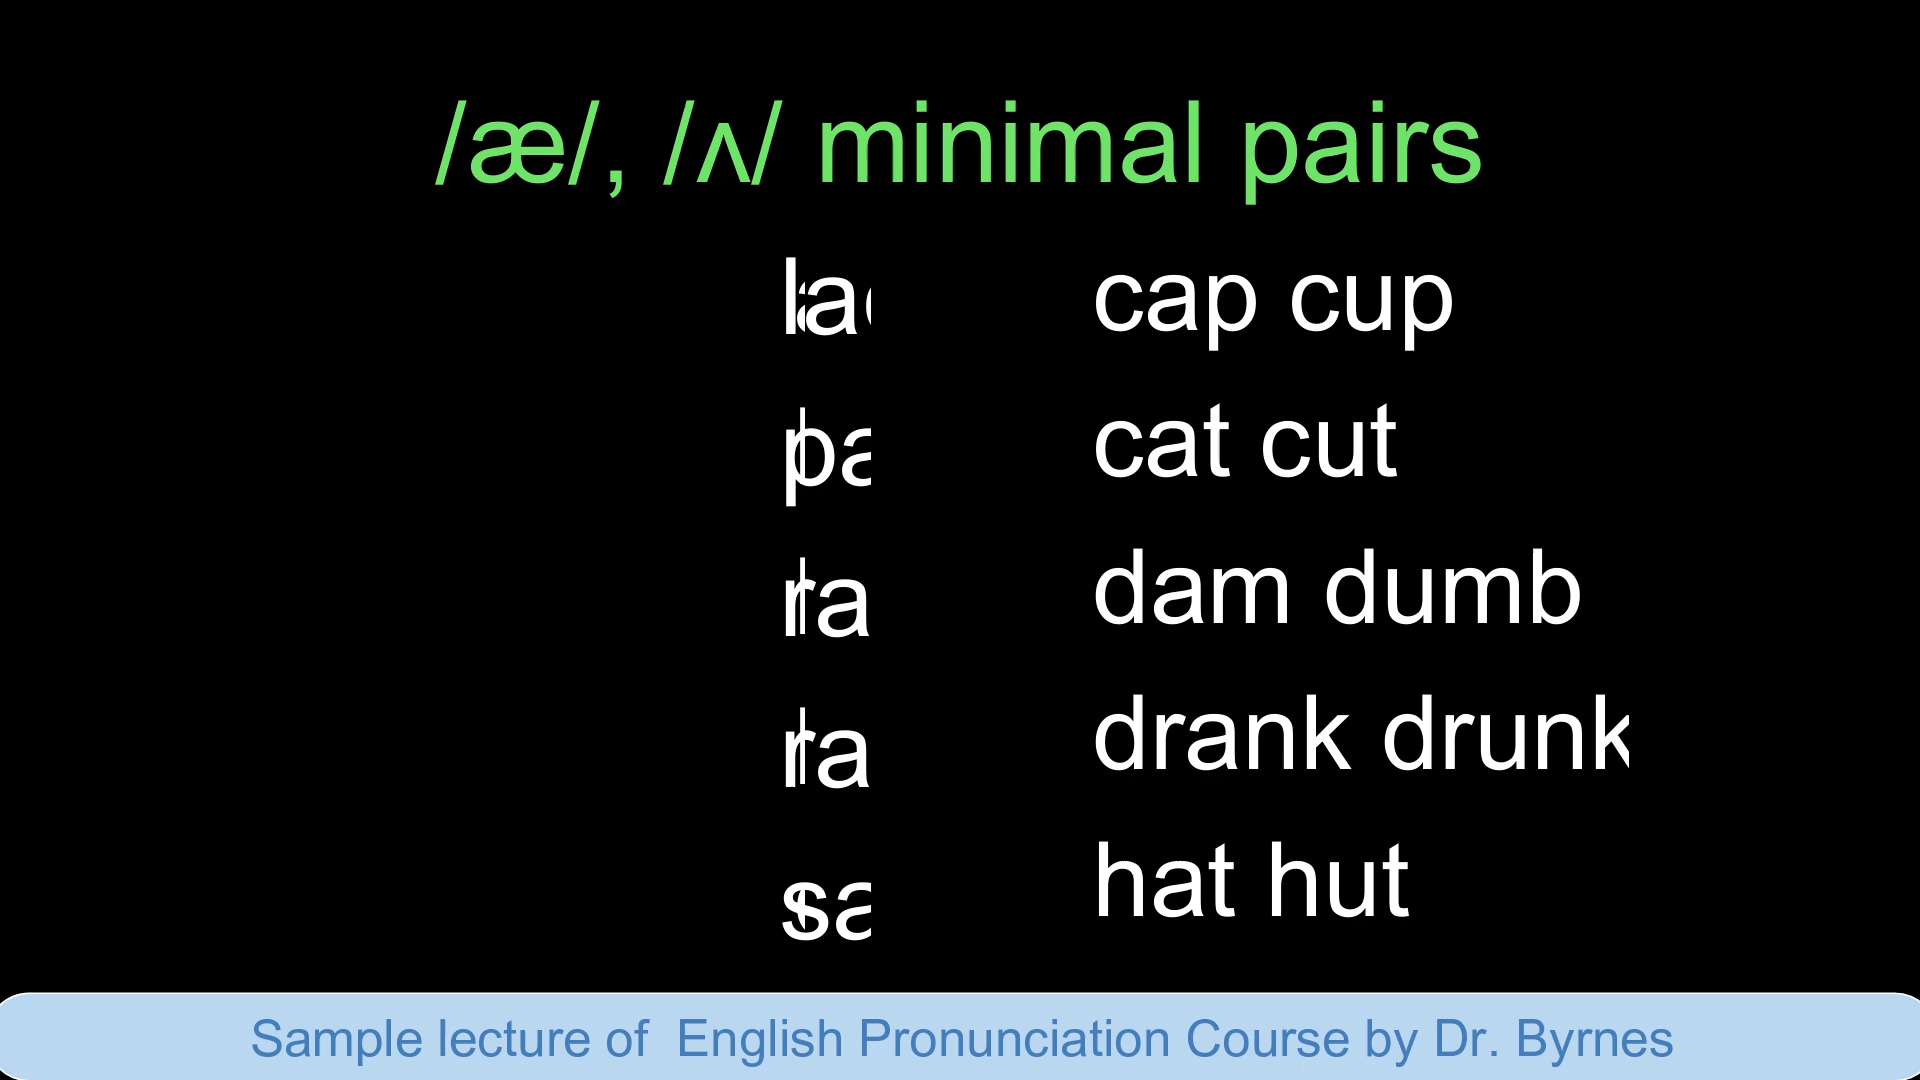 /æ/, /ʌ/ minimal pairs
cap cup
cat cut
dam dumb
drank drunk
hat hut
Sample lecture of English Pronunciation Course by Dr. Byrnes